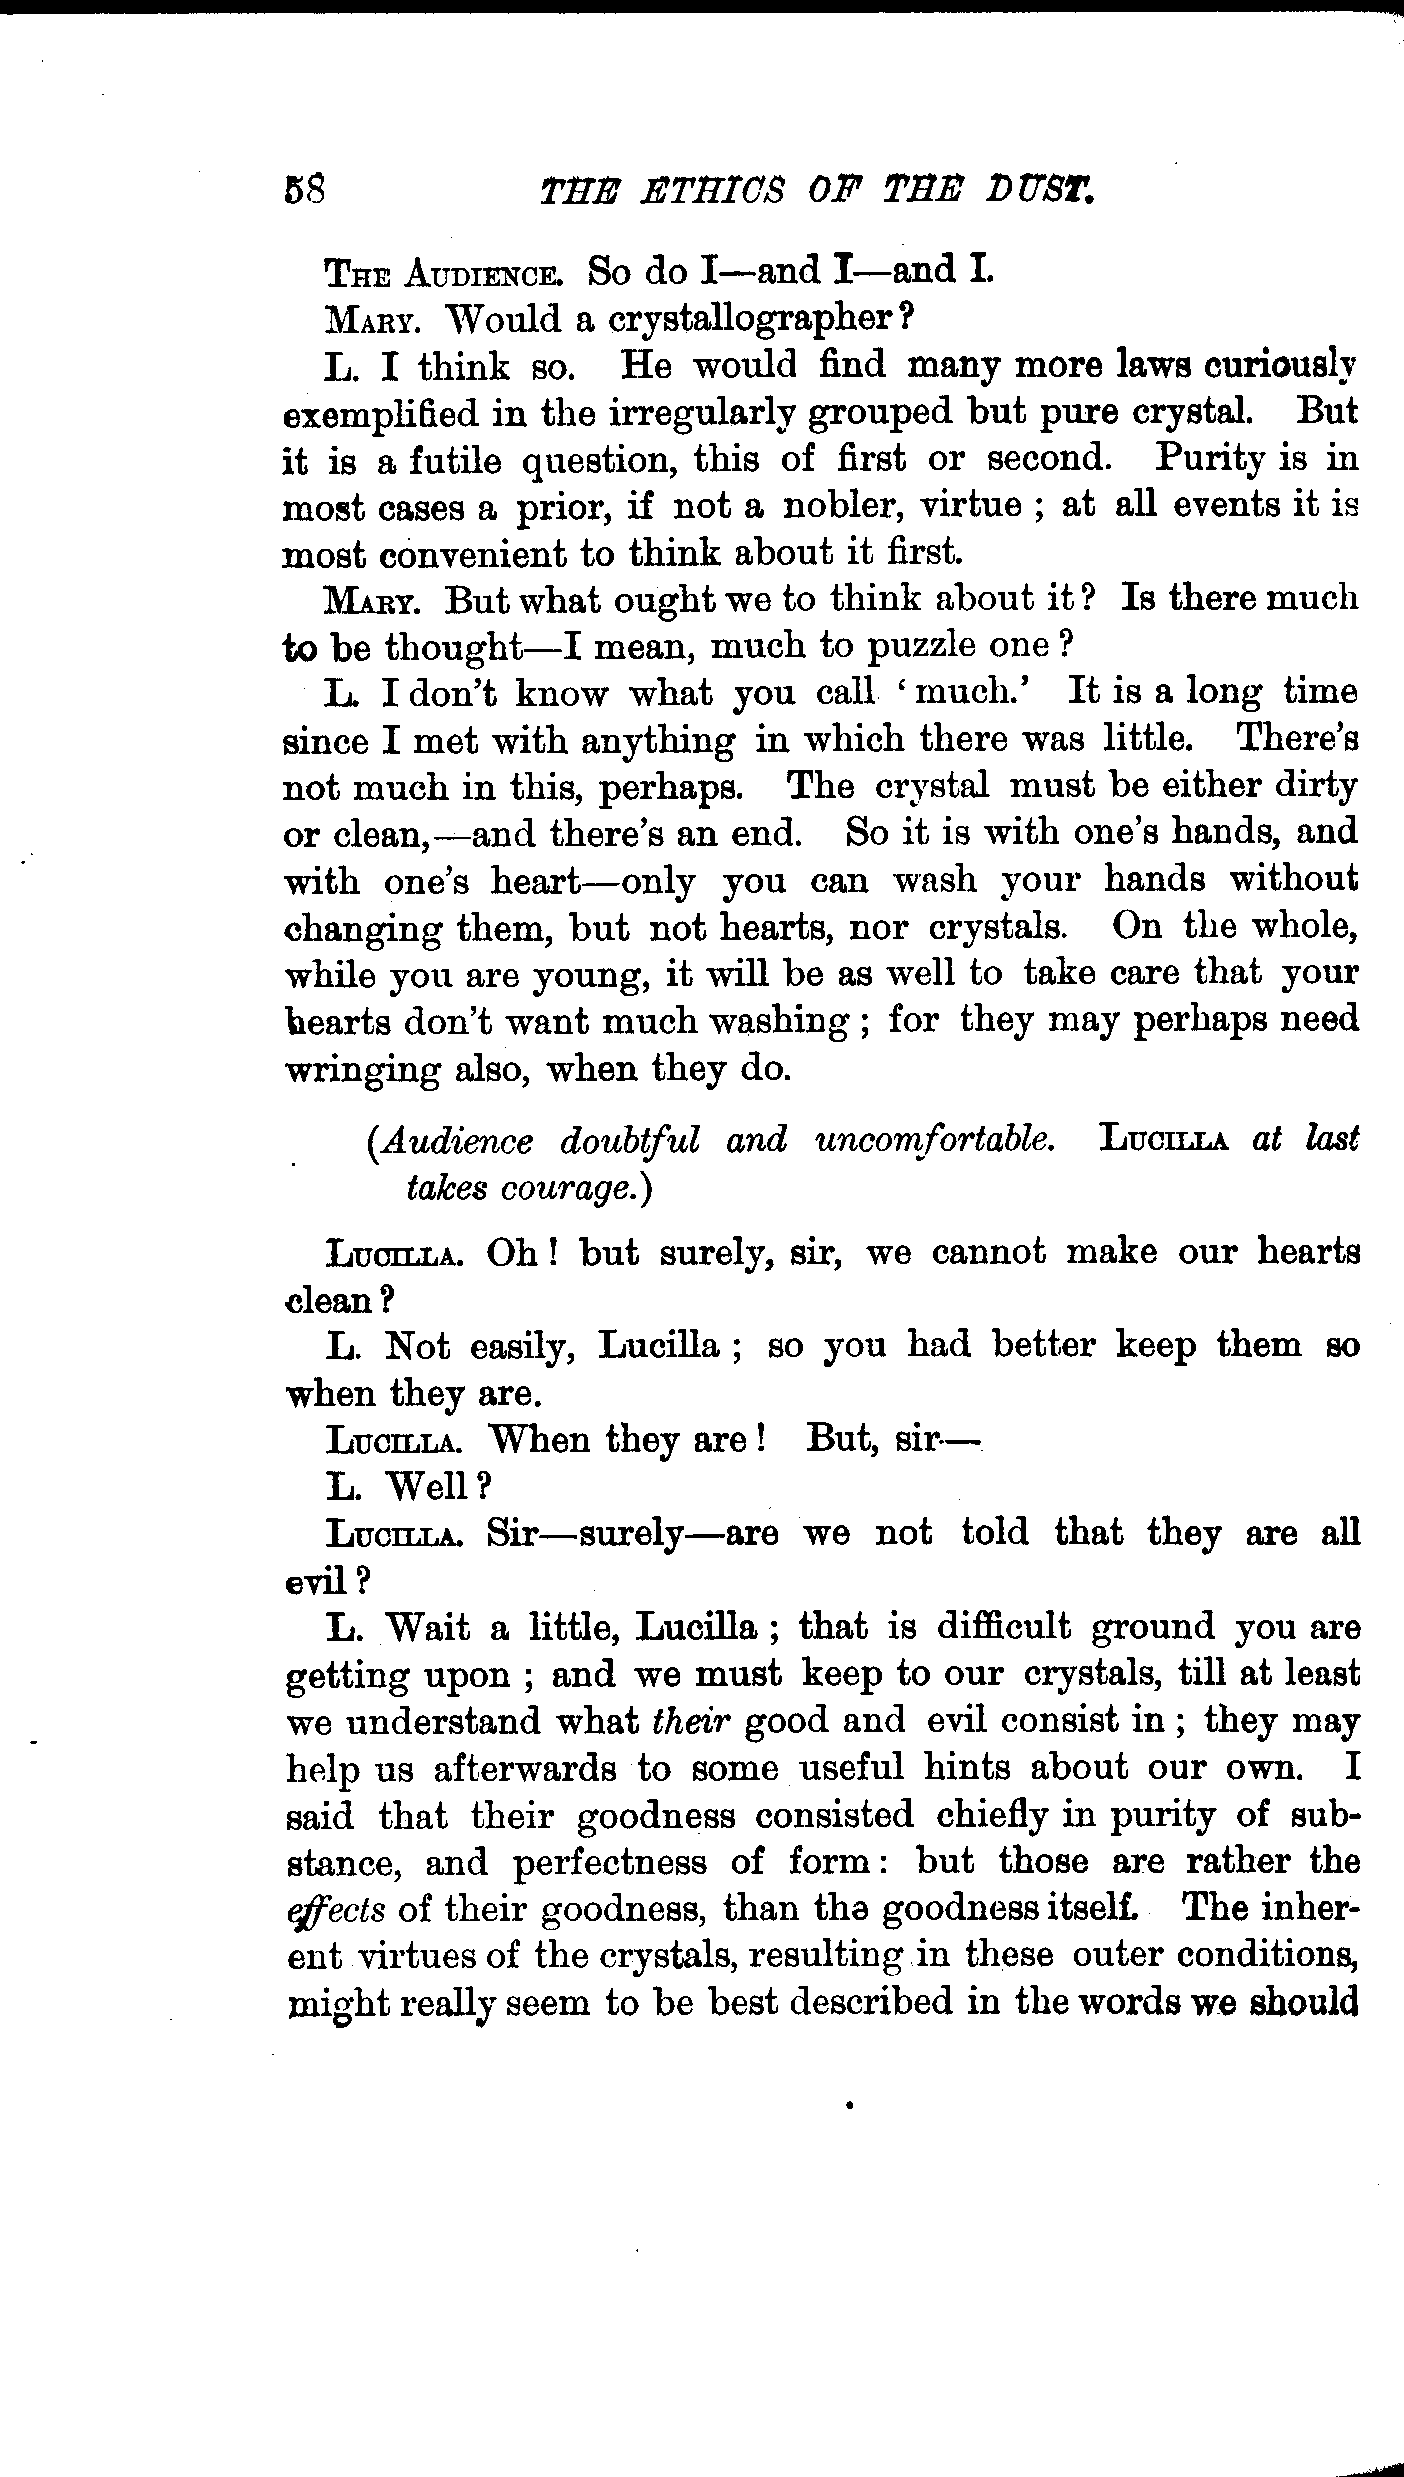 58 THE ETHICS OF THE DUST.
THE AUDIENCE. So do I—and I—and I.
MARY. Would a crystallographer?
L. I think so. He would find many more laws curiously
exemplified in the irregularly grouped but pure crystal. But
it is a futile question, this of first or second. Purity is in
most cases a prior, if not a nobler, virtue; at all events it is
most convenient to think about it first.
MARY. But what ought we to think about it? Is there much
to be thought—I mean, much to puzzle one?
L. I don't know what you call ‘much.’ It is a long time
since I met with anything in which there was little. There's
not much in this, perhaps. The crystal must be either dirty
or clean,—and there's an end. So it is with one's hands, and
with one's heart—only you can wash your hands without
changing them, but not hearts, nor crystals. On the whole,
while you are young, it will be as well to take care that your
hearts don't want much washing; for they may perhaps need
wringing also, when they do.
(Audience doubtful and uncomfortable. LUCILLA at last
takes courage.)
LUCILLA. Oh! but surely, sir, we cannot make our hearts
clean?
L. Not easily, Lucilla; so you had better keep them so
when they are.
LUCILLA. When they are! But, sir—
L. Well?
LUCILLA. Sir—surely—are we not told that they are all
evil?
L. Wait a little, Lucilla; that is difficult ground you are
getting upon; and we must keep to our crystals, till at least
we understand what their good and evil consist in; they may
help us afterwards to some useful hints about our own. I
said that their goodness consisted chiefly in purity of sub-
stance, and perfectness of form: but those are rather the
effects of their goodness, than the goodness itself. The inher-
ent virtues of the crystals, resulting in these outer conditions,
might really seem to be best described in the words we should